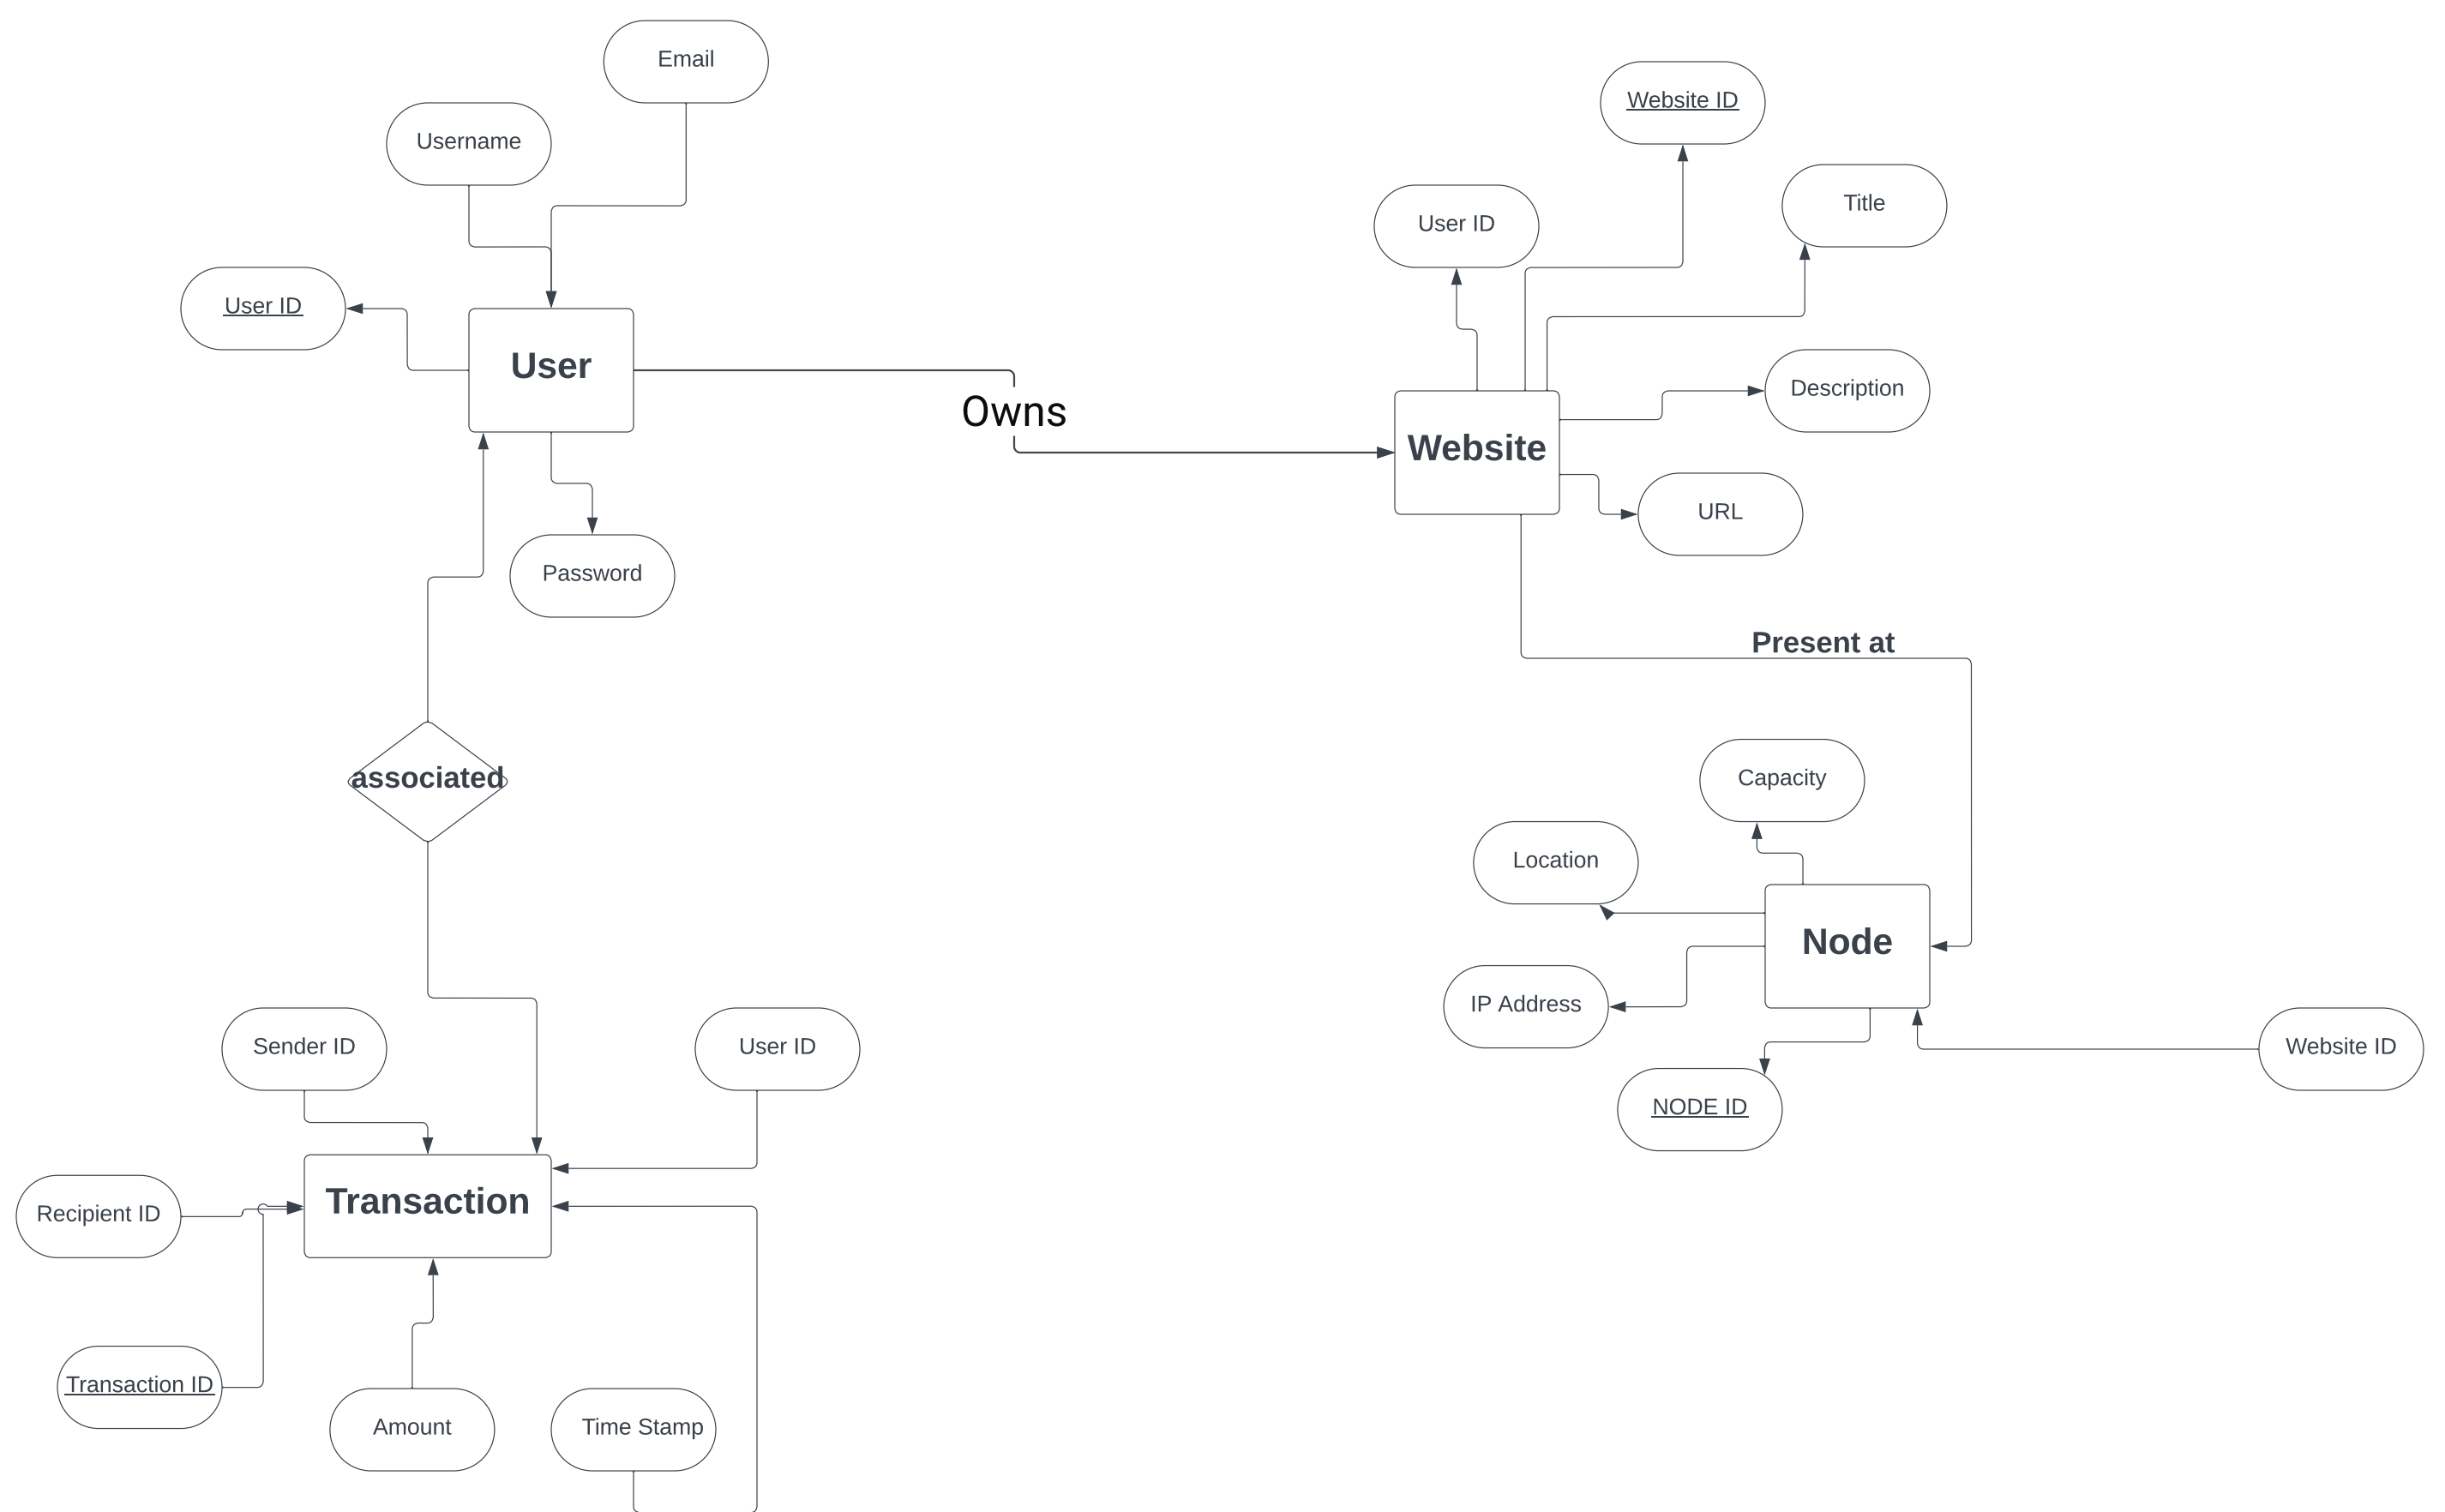 Email
Website ID
Username
Title
User ID
User ID
User
Description
Owns
Website
URL
Password
Present at
associated
Capacity
Location
Node
IP Address
Sender ID
User ID
Website ID
NODE ID
Transaction
Recipient ID
Transaction ID
Amount
Time Stamp